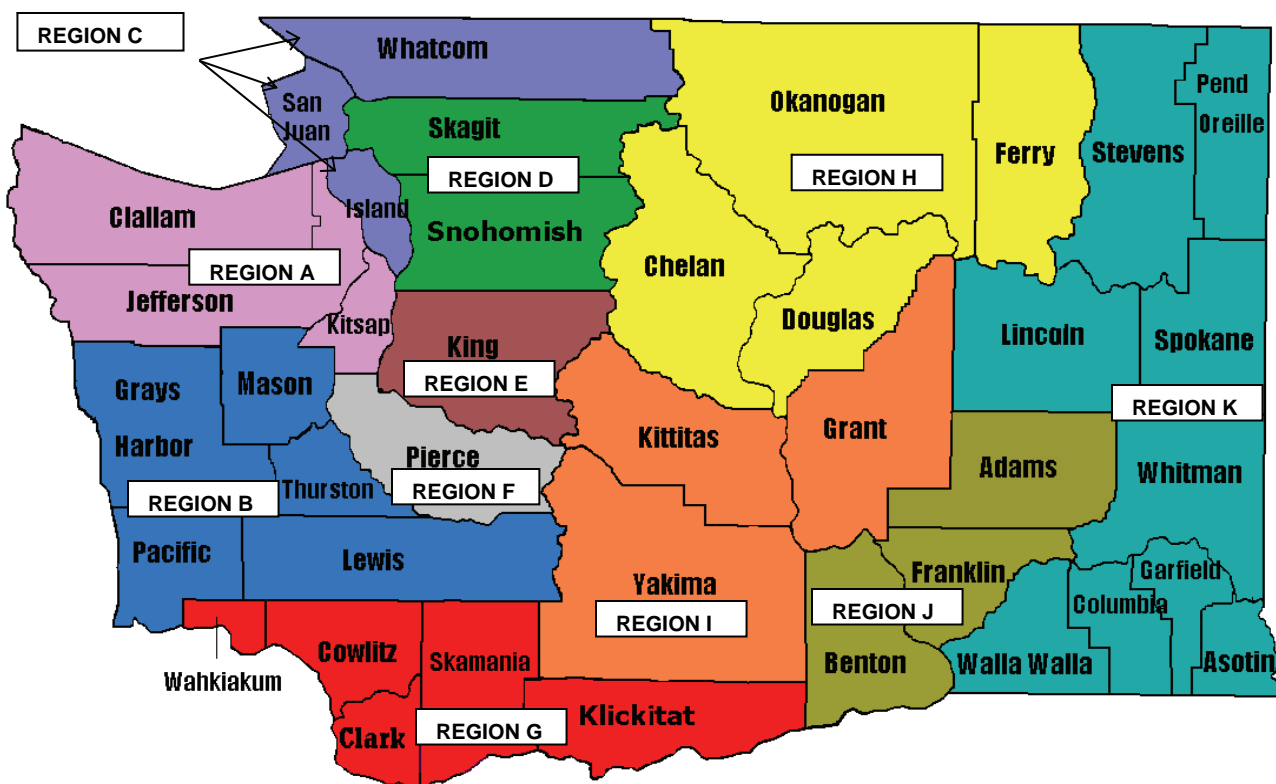 REGION C
Whatcom
San
Juan
Skagit
REGION D
Island
Snohomish
Clallam
REGION A
Jefferson
Kitsap
Okanogan
REGION H
Ferry
Stevens
Pend
Oreille
Chelan
Douglas
King
REGION E
Grays
Harbor
Mason
REGION B
Thurston
Pierce
REGION F
Pacific
Lewis
Kittitas
Grant
Lincoln
Spokane
REGION K
Adams
Whitman
Yakima
REGION I
Franklin
REGION J
Benton
Garfield
Columbia
Walla Walla
Asotin
Wahkiakum
Cowlitz
Skamania
Clark
REGION G
Klickitat